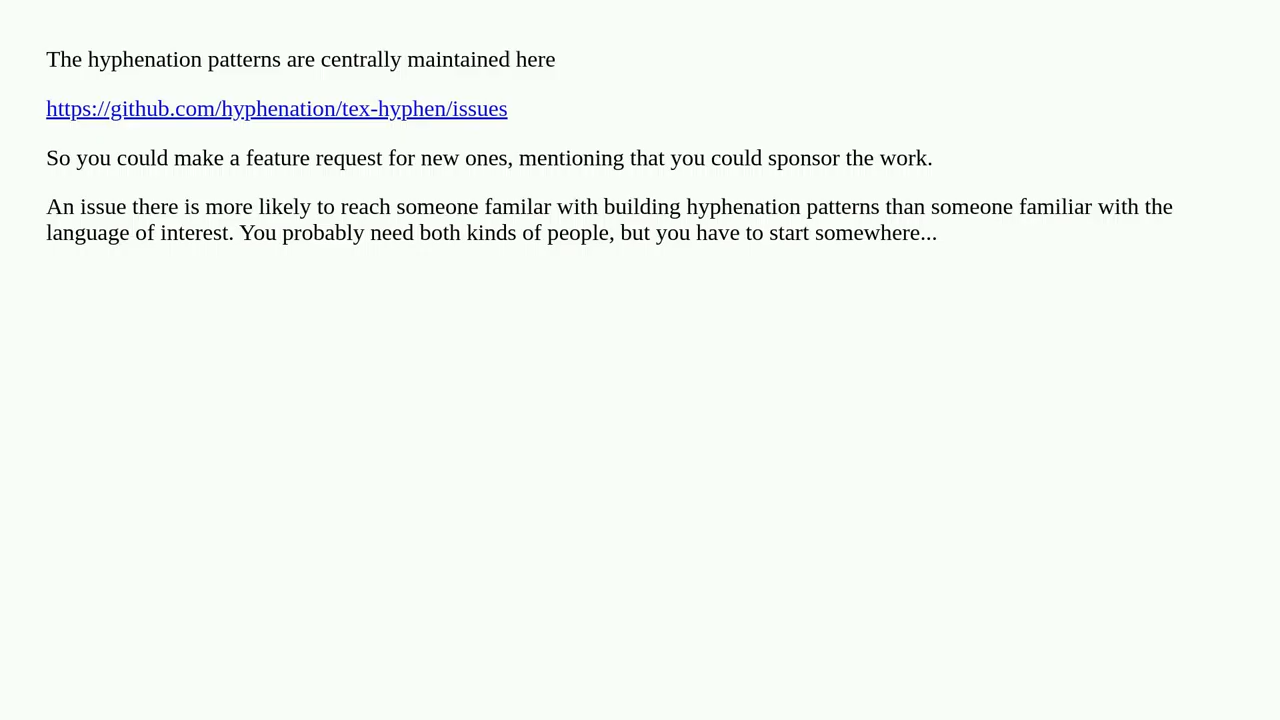 The hyphenation patterns are centrally maintained here
https://github.com/hyphenation/tex-hyphen/issues
So you could make a feature request for new ones, mentioning that you could sponsor the work.
An issue there is more likely to reach someone familar with building hyphenation patterns than someone familiar with the
language of interest. You probably need both kinds of people, but you have to start somewhere...